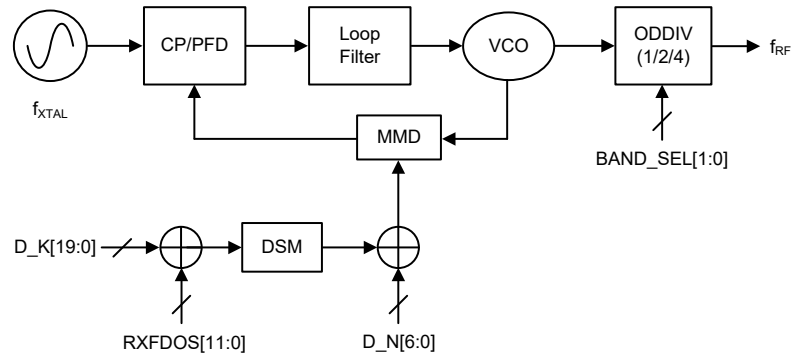 CP/PFD
Loop
Filter
VCO
ODDIV
(1/2/4)
fRF
fXTAL
MMD
BAND_SEL[1:0]
D_K[19:0]
DSM
RXFDOS[11:0]
D_N[6:0]